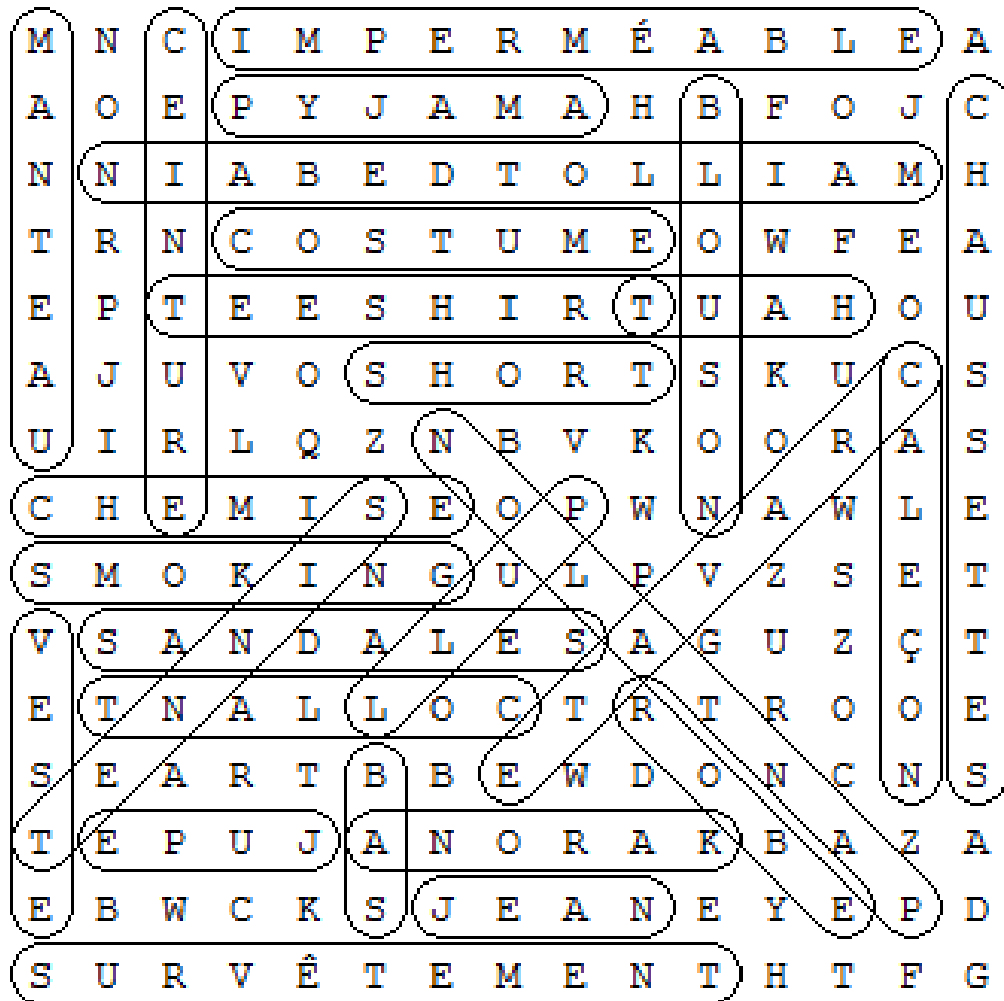 M N C I M P E R M É A B L E A
A O E P Y J A M A H B F O J C
N N I A B E D T O L L I A M H
T R N C O S T U M E O W F E A
E P T E E S H I R T U A H O U
A J U V O S H O R T S K U C S
U I R L Q Z N B V K O O R A S
C H E M I S E O P W N A W L E
S M O K I N G U L P V Z S E T
V S A N D A L E S A G U Z Ç T
E T N A L L O C T R T R O O E
S E A R T B B E W D O N C N S
T E P U J A N O R A K B A Z A
E B W C K S J E A N E Y E P D
S U R V Ê T E M E N T H T F G